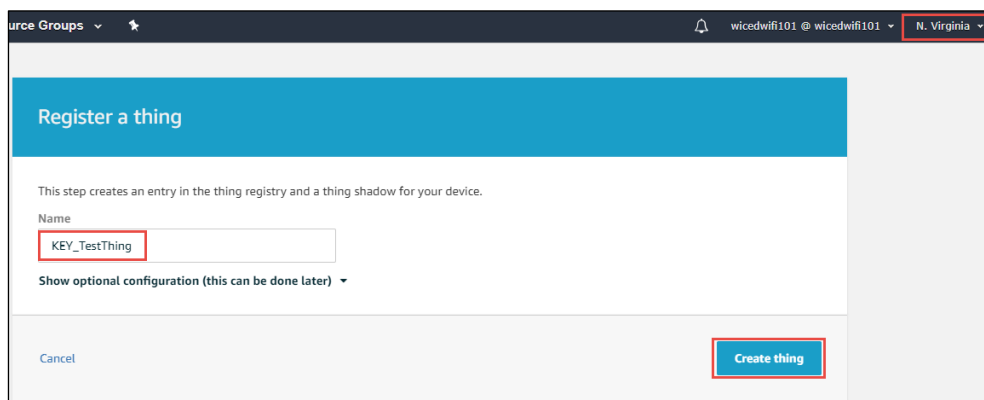 urce Groups
wicedwifi101 @ wicedwifi101
N. Virginia
Register a thing
This step creates an entry in the thing registry and a thing shadow for your device.
Name
KEY_TestThing
Show optional configuration (this can be done later)
Cancel
Create thing